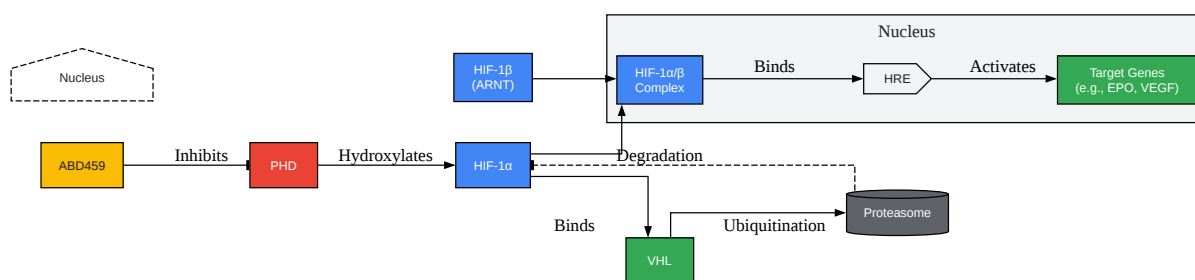 Nucleus
Nucleus
HIF-1β
(ARNT)
HIF-1α/β
Complex
Binds
HRE
Activates
Target Genes
(e.g., EPO, VEGF)
ABD459
Inhibits
PHD
Hydroxylates
HIF-1α
Degradation
Binds
VHL
Ubiquitination
Proteasome